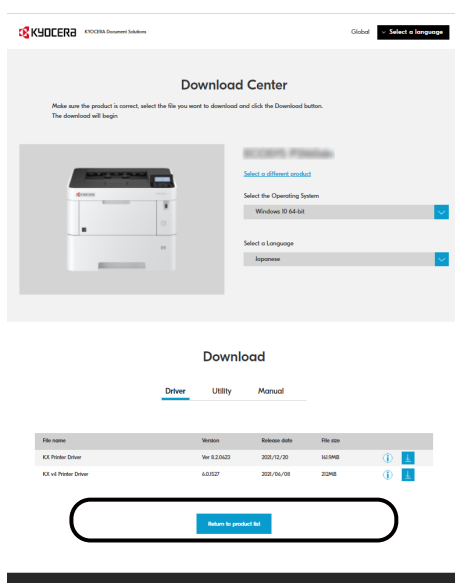 KYOCERA KYOCERA Document Solutions Global Select a language
Download Center
Make sure the product is correct, select the file you want to download and click the Download button.
The download will begin
Select a different product
Select the Operating System
Windows 10 64-bit
Select a Language
Japanese
Download
Driver Utility Manual
File name Version Release date File size
KX Printer Driver Ver 8.2.0623 2021/12/20 161.9MB
KX v4 Printer Driver 6.0.1527 2021/06/08 212MB
Return to product list